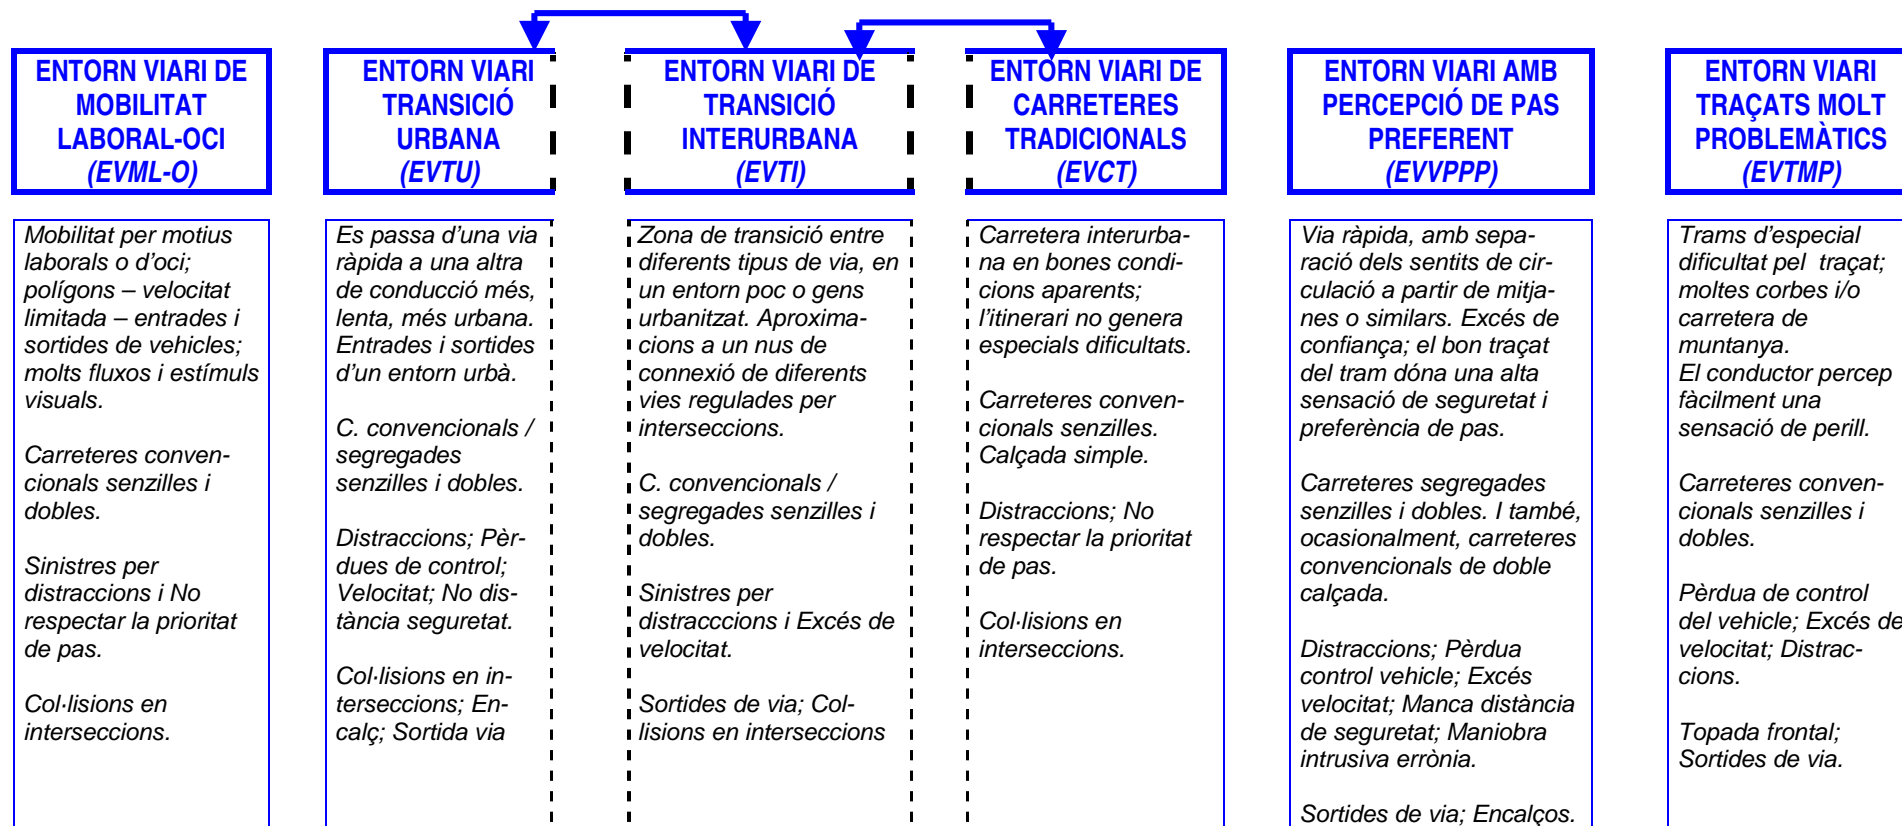 ENTORN VIARI DE
MOBILITAT
LABORAL-OCI
(EVML-O)
Mobilitat per motius
laborals o d'oci;
polígons – velocitat
limitada – entrades i
sortides de vehicles;
molts fluxos i estímuls
visuals.
Carreteres conven-
cionals senzilles i
dobles.
Sinistres per
distraccions i No
respectar la prioritat
de pas.
Col·lisions en
interseccions.
ENTORN VIARI
TRANSICIÓ
URBANA
(EVTU)
Es passa d'una via
ràpida a una altra
de conducció més,
lenta, més urbana.
Entrades i sortides
d'un entorn urbà.
C. convencionals /
segregades
senzilles i dobles.
Distraccions; Pèr-
dues de control;
Velocitat; No dis-
tància seguretat.
Col·lisions en in-
terseccions; En-
calç; Sortida via
ENTORN VIARI DE
TRANSICIÓ
INTERURBANA
(EVTI)
Zona de transició entre
diferents tipus de via, en
un entorn poc o gens
urbanitzat. Aproxima-
cions a un nus de
connexió de diferents
vies regulades per
interseccions.
C. convencionals /
segregades senzilles i
dobles.
Sinistres per
distracccions i Excés de
velocitat.
Sortides de via; Col-
lisions en interseccions
ENTORN VIARI DE
CARRETERES
TRADICIONALS
(EVCT)
Carretera interurba-
na en bones condi-
cions aparents;
l'itinerari no genera
especials dificultats.
Carreteres conven-
cionals senzilles.
Calçada simple.
Distraccions; No
respectar la prioritat
de pas.
Col·lisions en
interseccions.
ENTORN VIARI AMB
PERCEPCIÓ DE PAS
PREFERENT
(EVVPPP)
Via ràpida, amb sepa-
ració dels sentits de cir-
culació a partir de mitja-
nes o similars. Excés de
confiança; el bon traçat
del tram dóna una alta
sensació de seguretat i
preferència de pas.
Carreteres segregades
senzilles i dobles. I també,
ocasionalment, carreteres
convencionals de doble
calçada.
Distraccions; Pèrdua
control vehicle; Excés
velocitat; Manca distància
de seguretat; Maniobra
intrusiva errònia.
Sortides de via; Encalços.
ENTORN VIARI
TRAÇATS MOLT
PROBLEMÀTICS
(EVTMP)
Trams d'especial
dificultat pel traçat;
moltes corbes i/o
carretera de
muntanya.
El conductor percep
fàcilment una
sensació de perill.
Carreteres conven-
cionals senzilles i
dobles.
Pèrdua de control
del vehicle; Excés de
velocitat; Distrac-
cions.
Topada frontal;
Sortides de via.